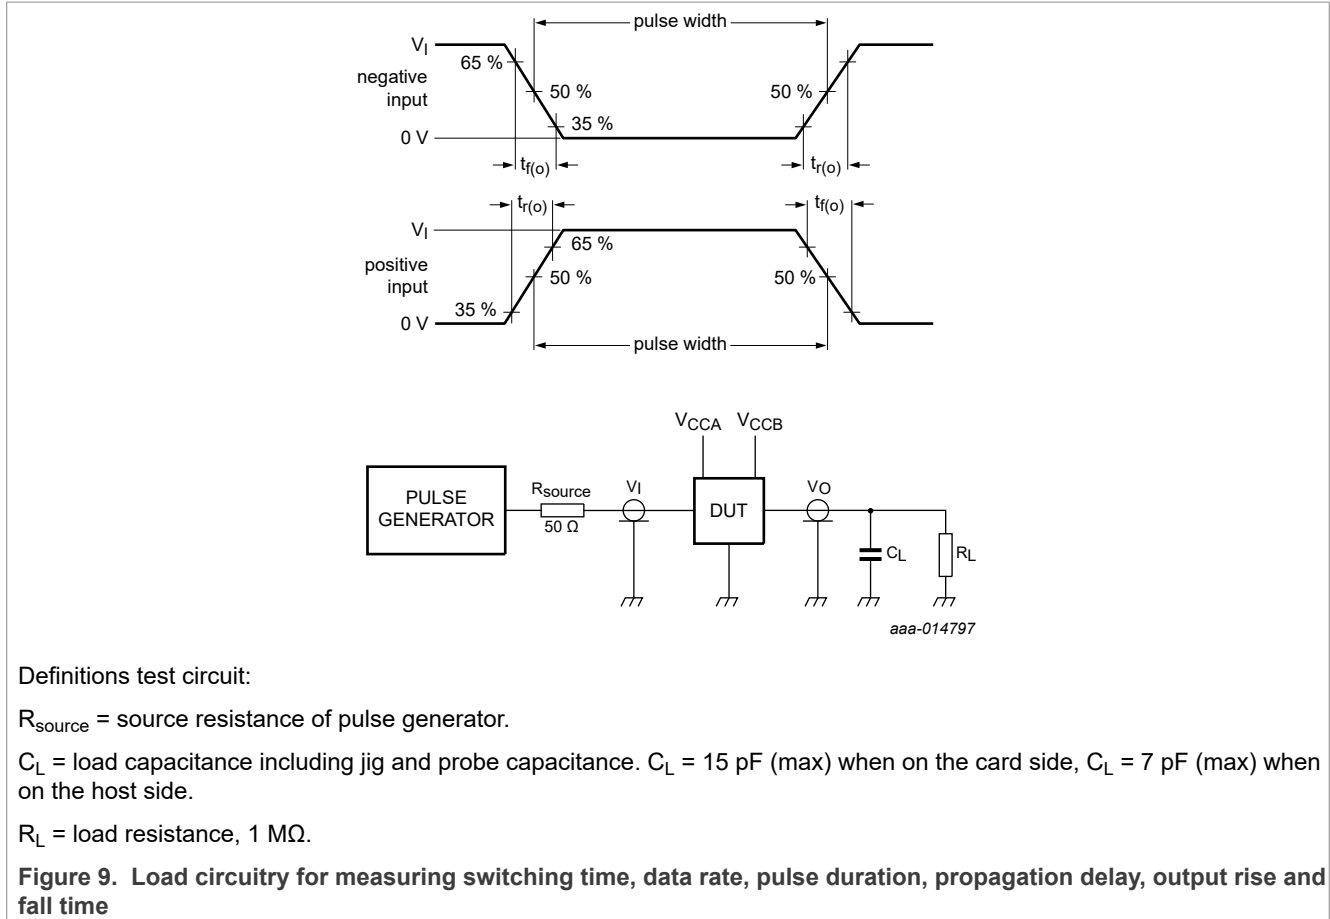 pulse width
VI
65 %
negative
input
50 %
50 %
35 %
0 V
tf(o)
tr(o)
tr(o)
tf(o)
VI
65 %
positive
input
50 %
50 %
35 %
0 V
pulse width
VCCA VCCB
PULSE
GENERATOR
Rsource
50 Ω
VI
DUT
VO
CL
RL
aaa-014797
Definitions test circuit:
Rsource = source resistance of pulse generator.
CL = load capacitance including jig and probe capacitance. CL = 15 pF (max) when on the card side, CL = 7 pF (max) when
on the host side.
RL = load resistance, 1 MΩ.
Figure 9. Load circuitry for measuring switching time, data rate, pulse duration, propagation delay, output rise and
fall time